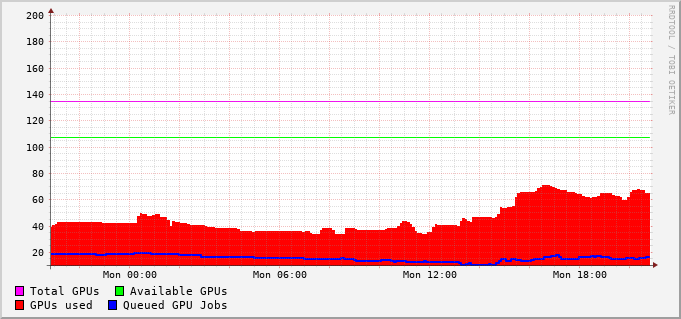 200
180
160
140
120
100
80
60
40
20
Mon 00:00 Mon 06:00 Mon 12:00 Mon 18:00
Total GPUs Available GPUs
GPUs used Queued GPU Jobs
RRDTOOL / TOBI OETIKER